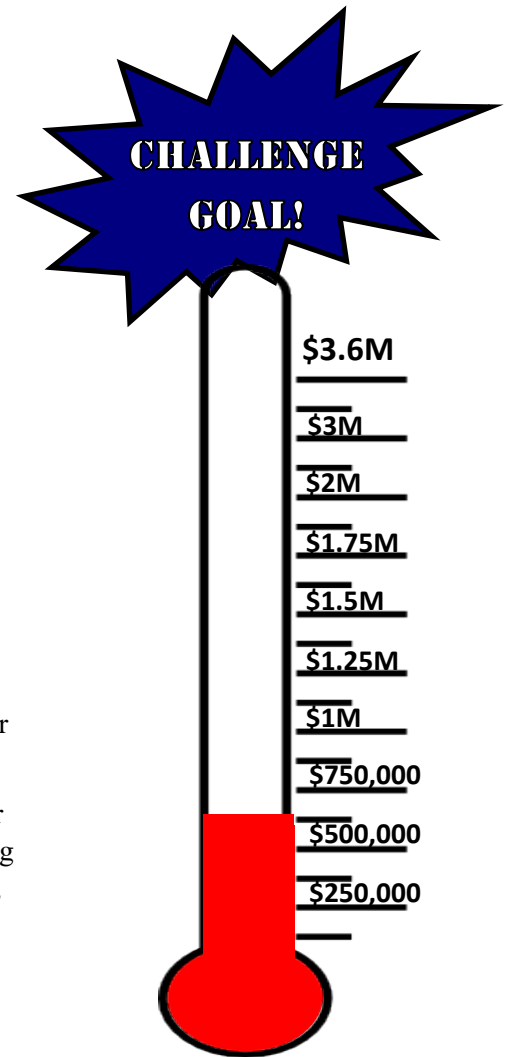 CHALLENGE
GOAL!
$3.6M
$3M
$2M
$1.75M
$1.5M
$1.25M
$1M
r
$750,000
r
$500,000
g
$250,000